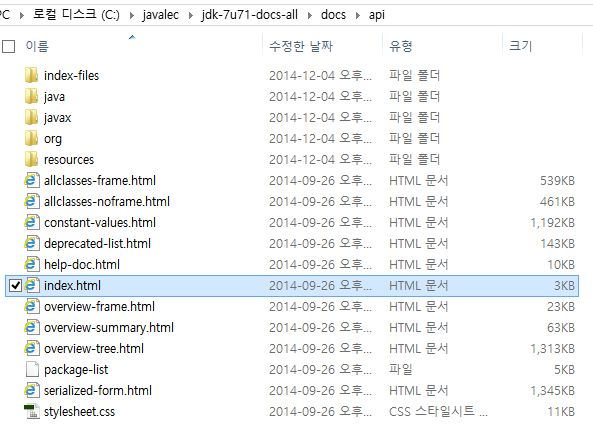 PC › 로컬 디스크 (C:) › javalec › jdk-7u71-docs-all › docs › api
이름 수정한 날짜 유형 크기
index-files 2014-12-04 오후... 파일 폴더
java 2014-12-04 오후... 파일 폴더
javax 2014-12-04 오후... 파일 폴더
org 2014-12-04 오후... 파일 폴더
resources 2014-12-04 오후... 파일 폴더
allclasses-frame.html 2014-09-26 오후... HTML 문서 539KB
allclasses-noframe.html 2014-09-26 오후... HTML 문서 461KB
constant-values.html 2014-09-26 오후... HTML 문서 1,192KB
deprecated-list.html 2014-09-26 오후... HTML 문서 143KB
help-doc.html 2014-09-26 오후... HTML 문서 10KB
index.html 2014-09-26 오후... HTML 문서 3KB
overview-frame.html 2014-09-26 오후... HTML 문서 23KB
overview-summary.html 2014-09-26 오후... HTML 문서 63KB
overview-tree.html 2014-09-26 오후... HTML 문서 1,313KB
package-list 2014-09-26 오후... 파일 5KB
serialized-form.html 2014-09-26 오후... HTML 문서 1,345KB
stylesheet.css 2014-09-26 오후... CSS 스타일시트 ... 11KB